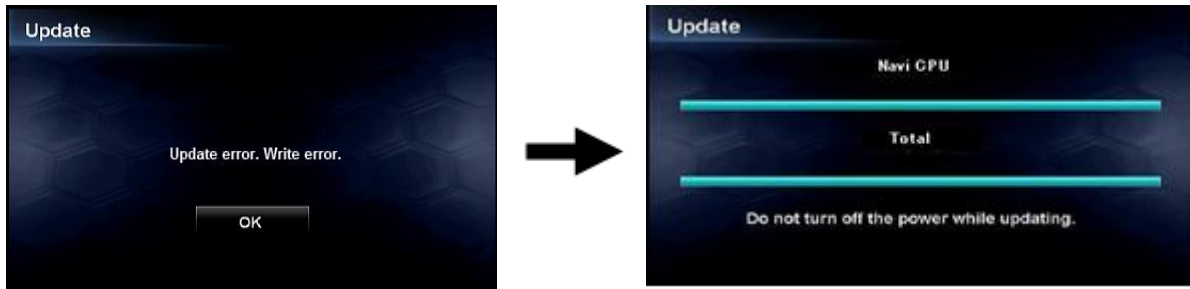 Update
Update error. Write error.
OK
Update
Navi CPU
Total
Do not turn off the power while updating.